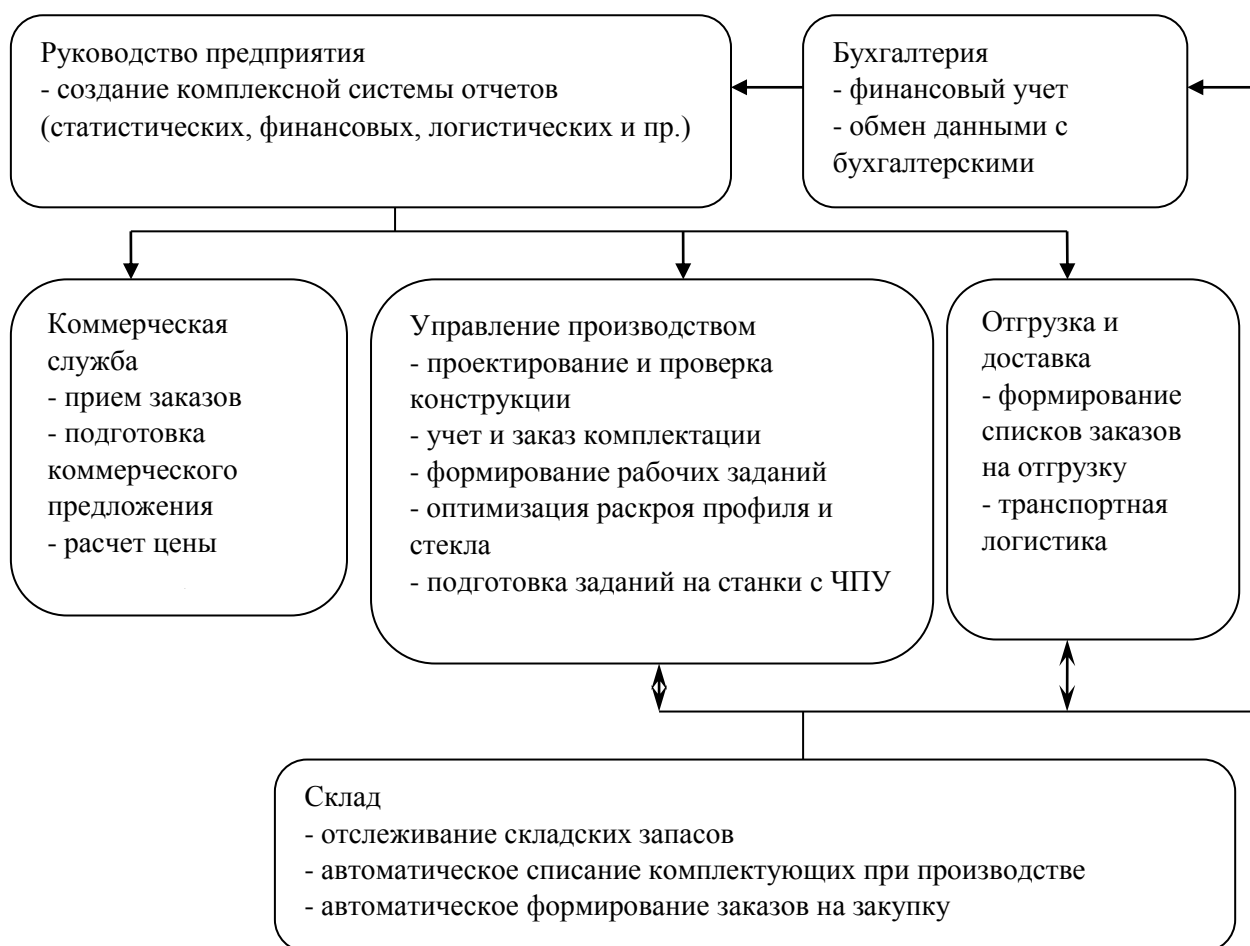 Руководство предприятия
- создание комплексной системы отчетов
(статистических, финансовых, логистических и пр.)
Бухгалтерия
- финансовый учет
- обмен данными с
бухгалтерскими
Коммерческая
служба
- прием заказов
- подготовка
коммерческого
предложения
- расчет цены
Управление производством
- проектирование и проверка
конструкции
- учет и заказ комплектации
- формирование рабочих заданий
- оптимизация раскроя профиля и
стекла
- подготовка заданий на станки с ЧПУ
Отгрузка и
доставка
- формирование
списков заказов
на отгрузку
- транспортная
логистика
Склад
- отслеживание складских запасов
- автоматическое списание комплектующих при производстве
- автоматическое формирование заказов на закупку